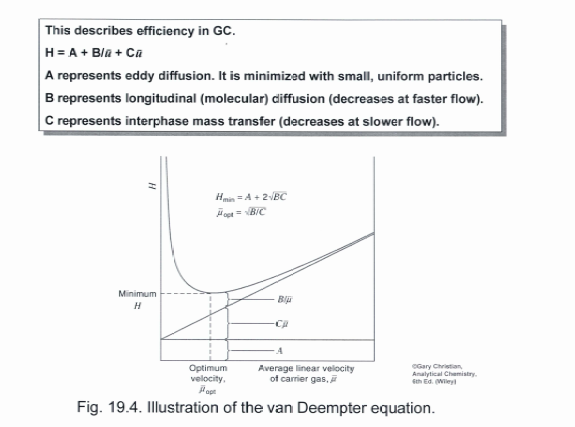 This describes efficiency in GC.
H = A + B/ū + Cū
A represents eddy diffusion. It is minimized with small, uniform particles.
B represents longitudinal (molecular) diffusion (decreases at faster flow).
C represents interphase mass transfer (decreases at slower flow).
H
Hmin = A + 2√BC
μ̄opt = √B/C
Minimum
H
B/μ̄
Cμ̄
A
Optimum
velocity,
μ̄opt
Average linear velocity
of carrier gas, μ̄
©Gary Christian,
Analytical Chemistry,
6th Ed. (Wiley)
Fig. 19.4. Illustration of the van Deempter equation.